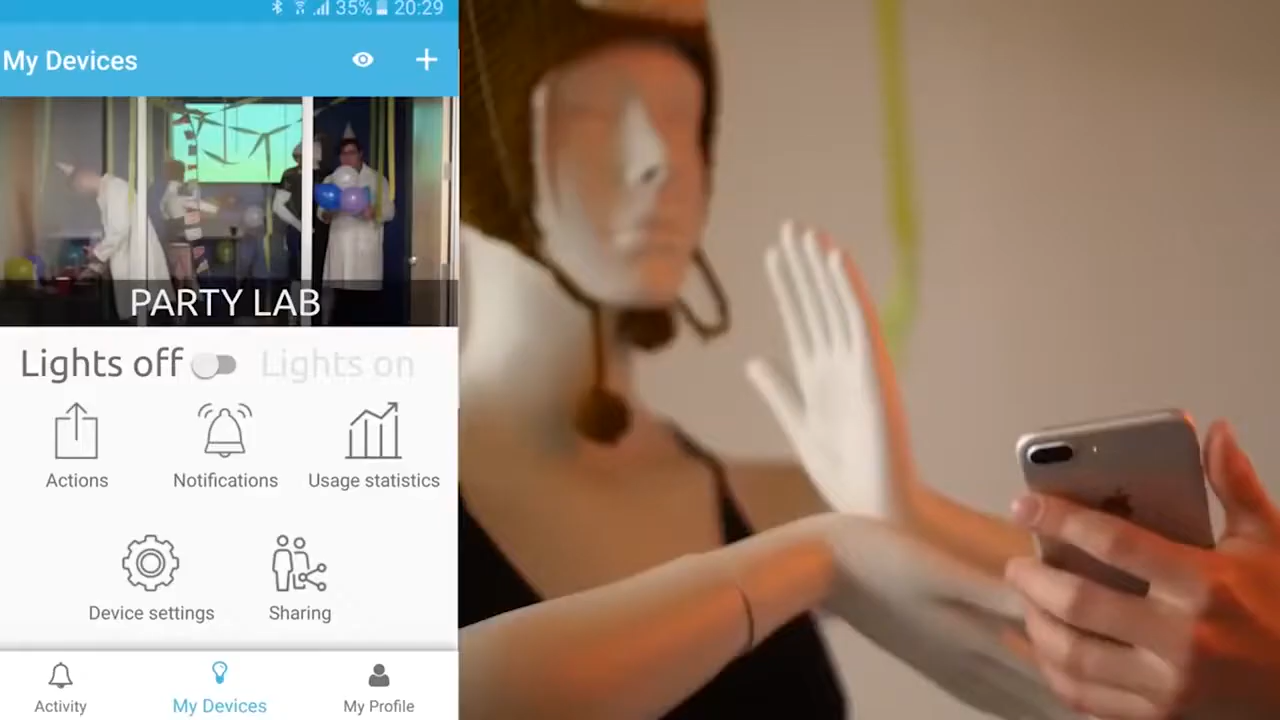 35% 20:29
My Devices
PARTY LAB
Lights off Lights on
Actions Notifications Usage statistics
Device settings Sharing
Activity My Devices My Profile